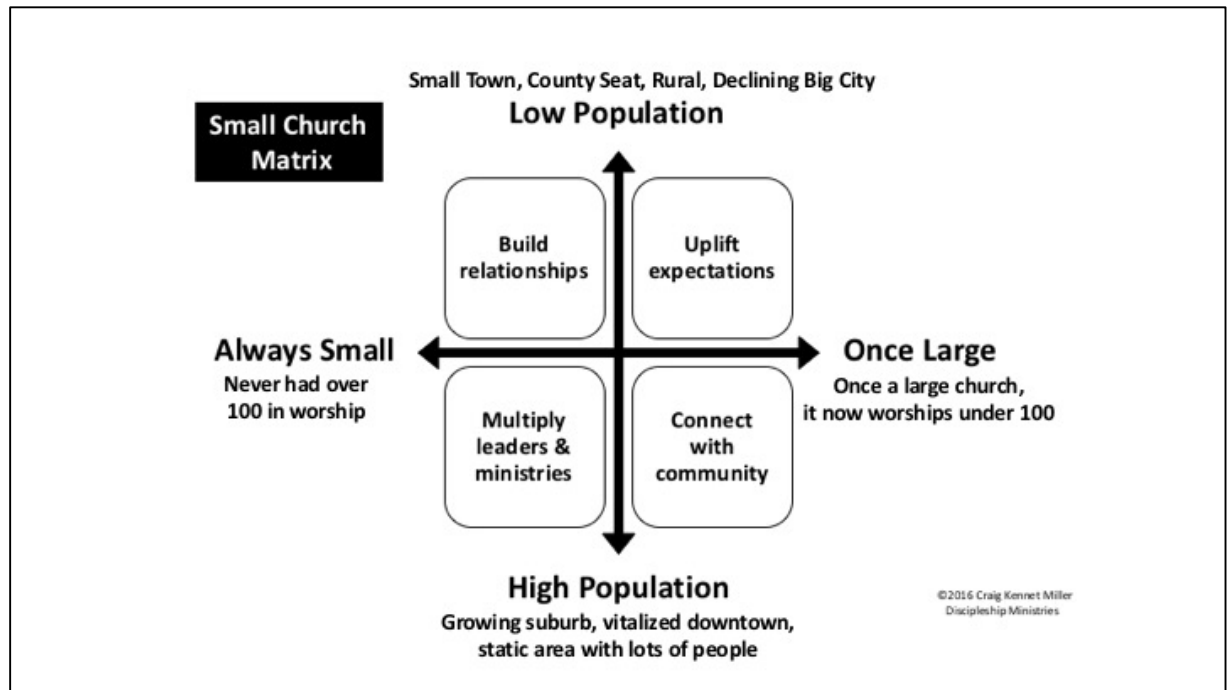 Small Town, County Seat, Rural, Declining Big City
Low Population
Small Church
Matrix
Build
relationships
Uplift
expectations
Always Small
Never had over
100 in worship
Once Large
Once a large church,
it now worships under 100
Multiply
leaders &
ministries
Connect
with
community
High Population
Growing suburb, vitalized downtown,
static area with lots of people
©2016 Craig Kennet Miller
Discipleship Ministries